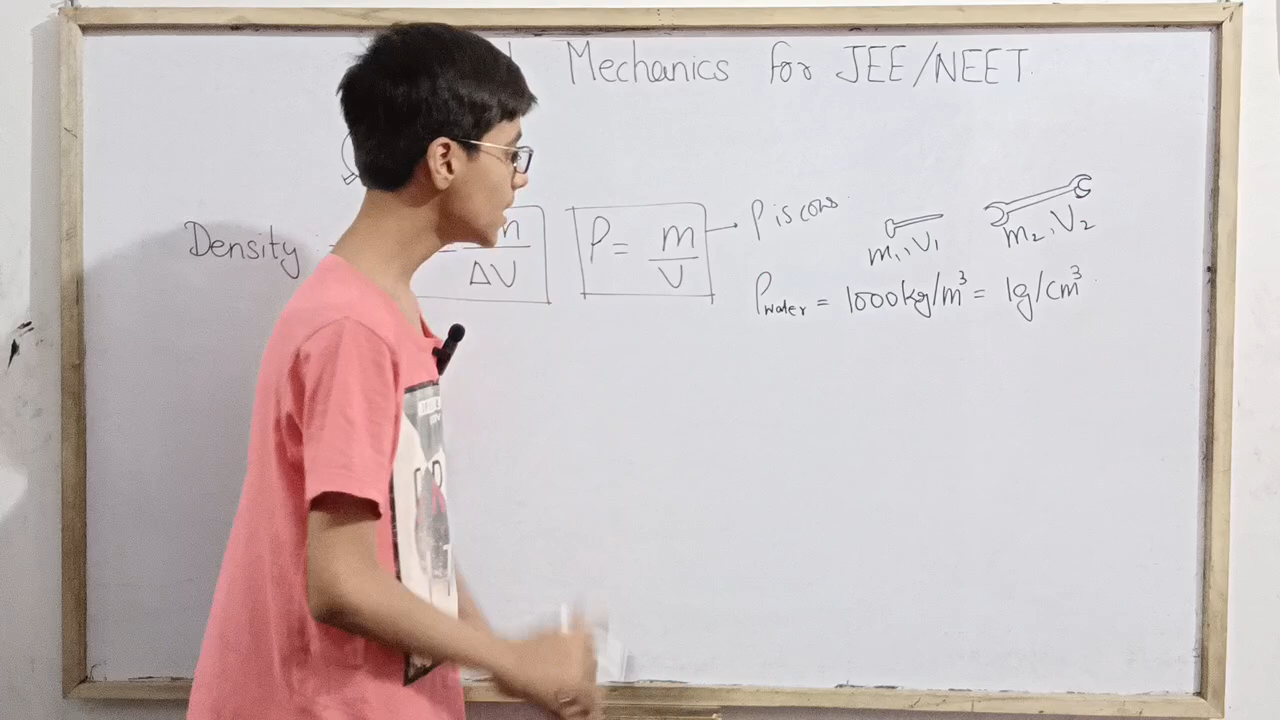 Mechanics for JEE/NEET
Density
ΔV
ρ = m/V → ρ is cons
m₁, V₁
m₂, V₂
ρwater = 1000kg/m³ = 1g/cm³